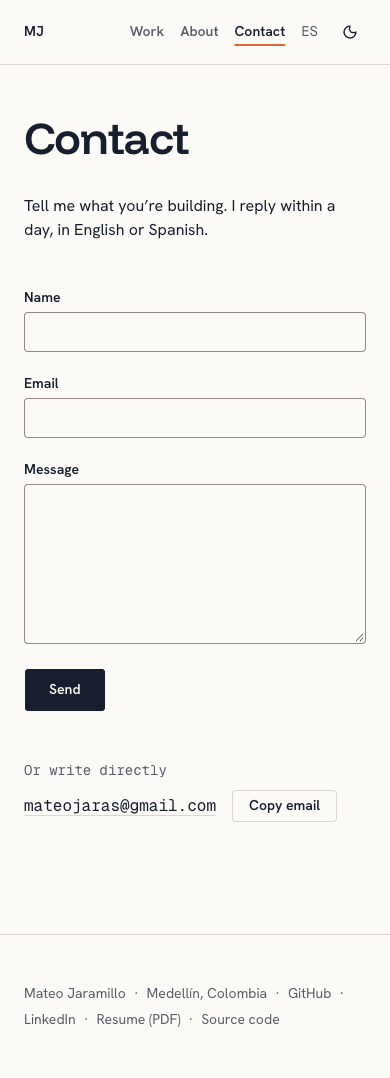 MJ Work About Contact ES
Contact
Tell me what you’re building. I reply within a
day, in English or Spanish.
Name
Email
Message
Send
Or write directly
mateojaras@gmail.com Copy email
Mateo Jaramillo · Medellín, Colombia · GitHub ·
LinkedIn · Resume (PDF) · Source code